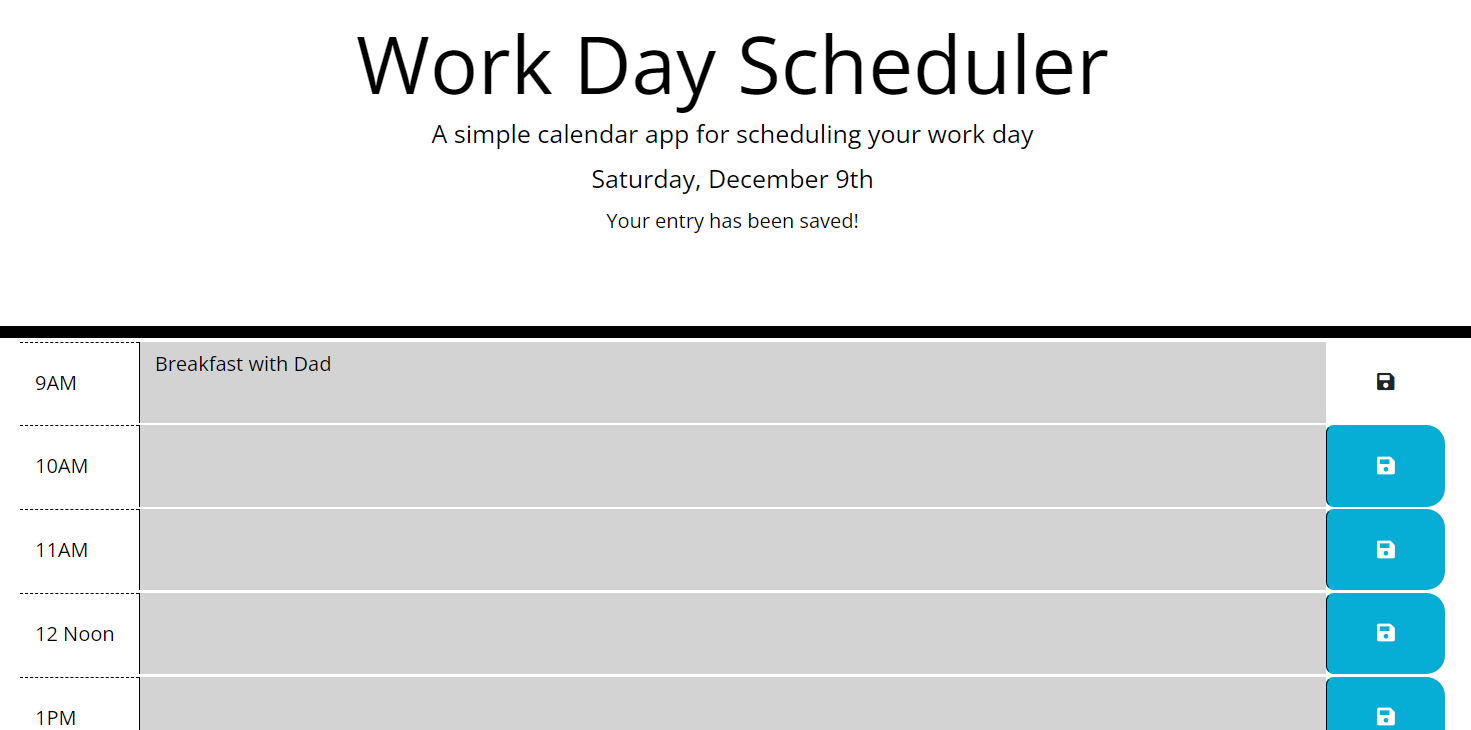 Work Day Scheduler
A simple calendar app for scheduling your work day
Saturday, December 9th
Your entry has been saved!
9AM
Breakfast with Dad
10AM
11AM
12 Noon
1PM